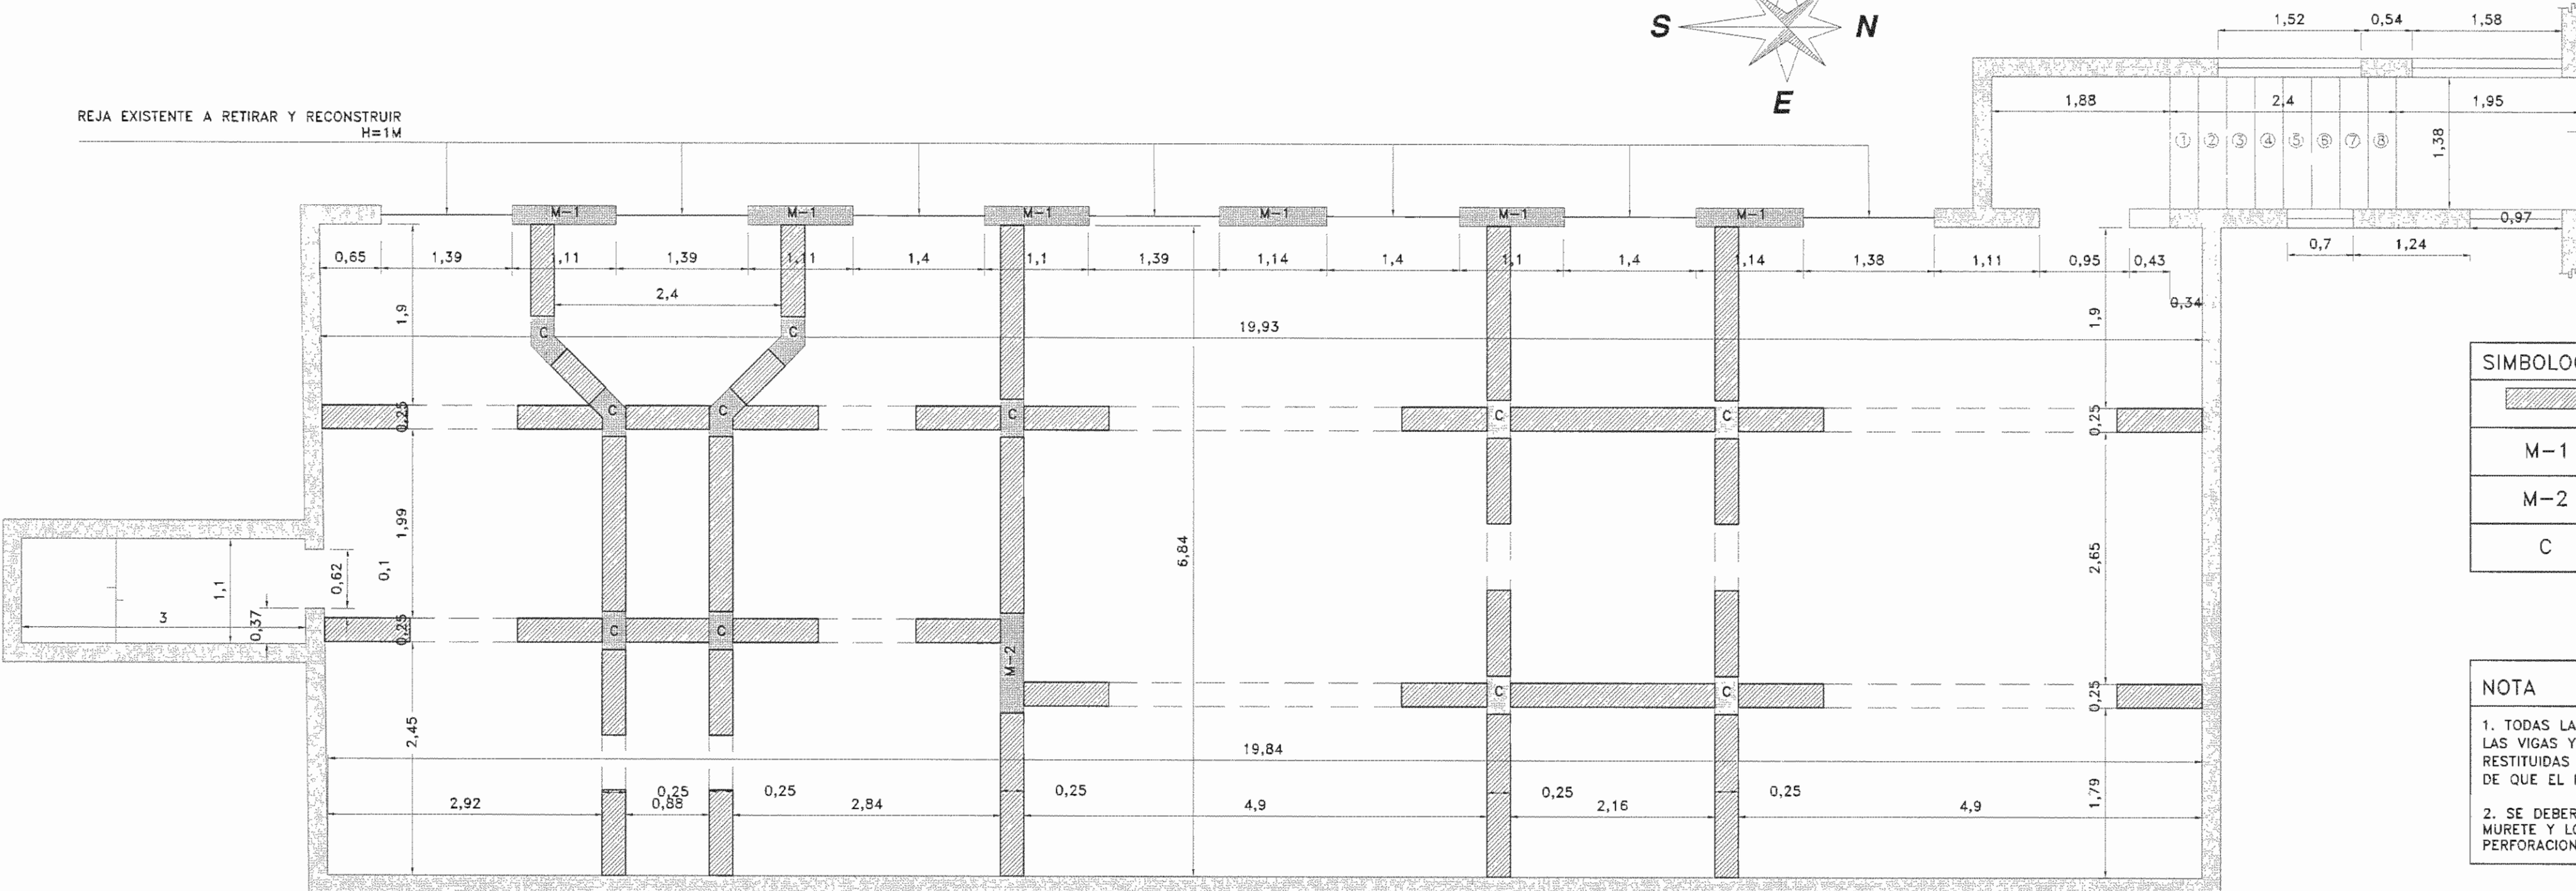 S
N
E
1,52 0,54 1,58
1,88 2,4 1,95
1 2 3 4 5 6 7 8
1,38
REJA EXISTENTE A RETIRAR Y RECONSTRUIR
H=1M
M-1 M-1 M-1 M-1 M-1 M-1
0,97
0,7 1,24
0,65 1,39 1,11 1,39 1,11 1,4 1,1 1,39 1,14 1,4 1,1 1,4 1,14 1,38 1,11 0,95 0,43
0,34
2,4
1,9
1,9
19,93
C C
C C C C C
0,25
0,25
1,99
6,84
2,65
1,1
0,62
0,1
3
0,37
0,25
C C
M-2
C C
0,25
2,45
19,84
1,79
0,25 0,25 0,25 0,25 0,25
2,92 0,88 2,84 4,9 2,16 4,9
SIMBOLO
M-1
M-2
C
NOTA
1. TODAS LA
LAS VIGAS Y
RESTITUIDAS
DE QUE EL
2. SE DEBER
MURETE Y LO
PERFORACION